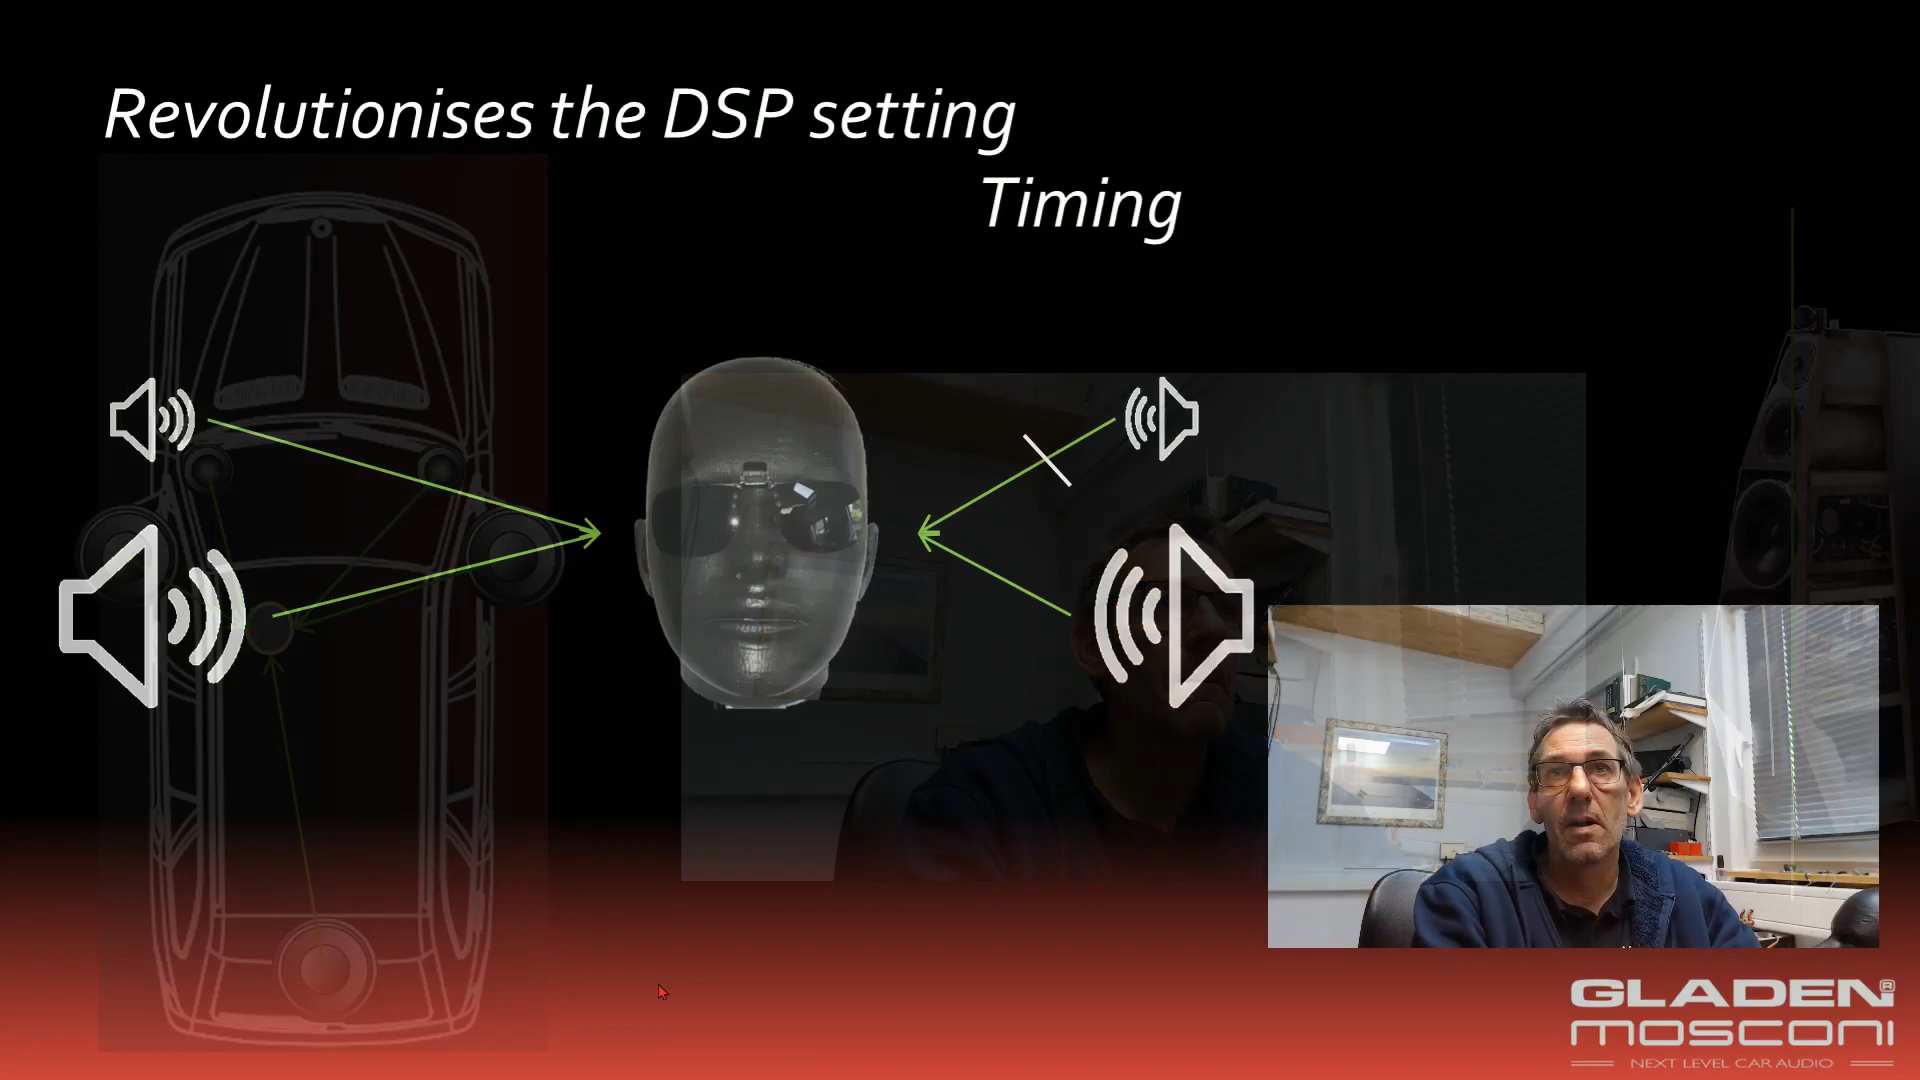 Revolutionises the DSP setting
Timing
GLADEN®
MOSCONI
NEXT LEVEL CAR AUDIO